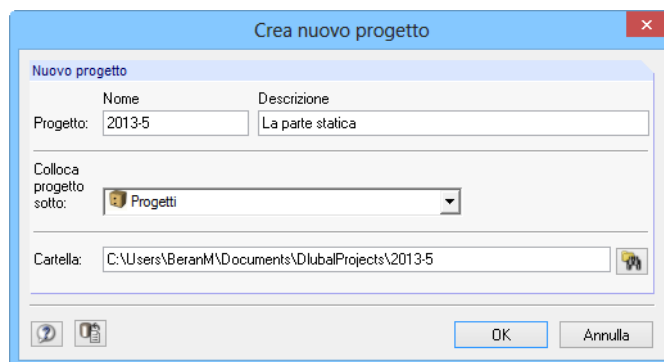 Crea nuovo progetto
Nuovo progetto
Nome Descrizione
Progetto: 2013-5 La parte statica
Colloca
progetto
sotto: Progetti
Cartella: C:\Users\BeranM\Documents\DlubalProjects\2013-5
OK Annulla